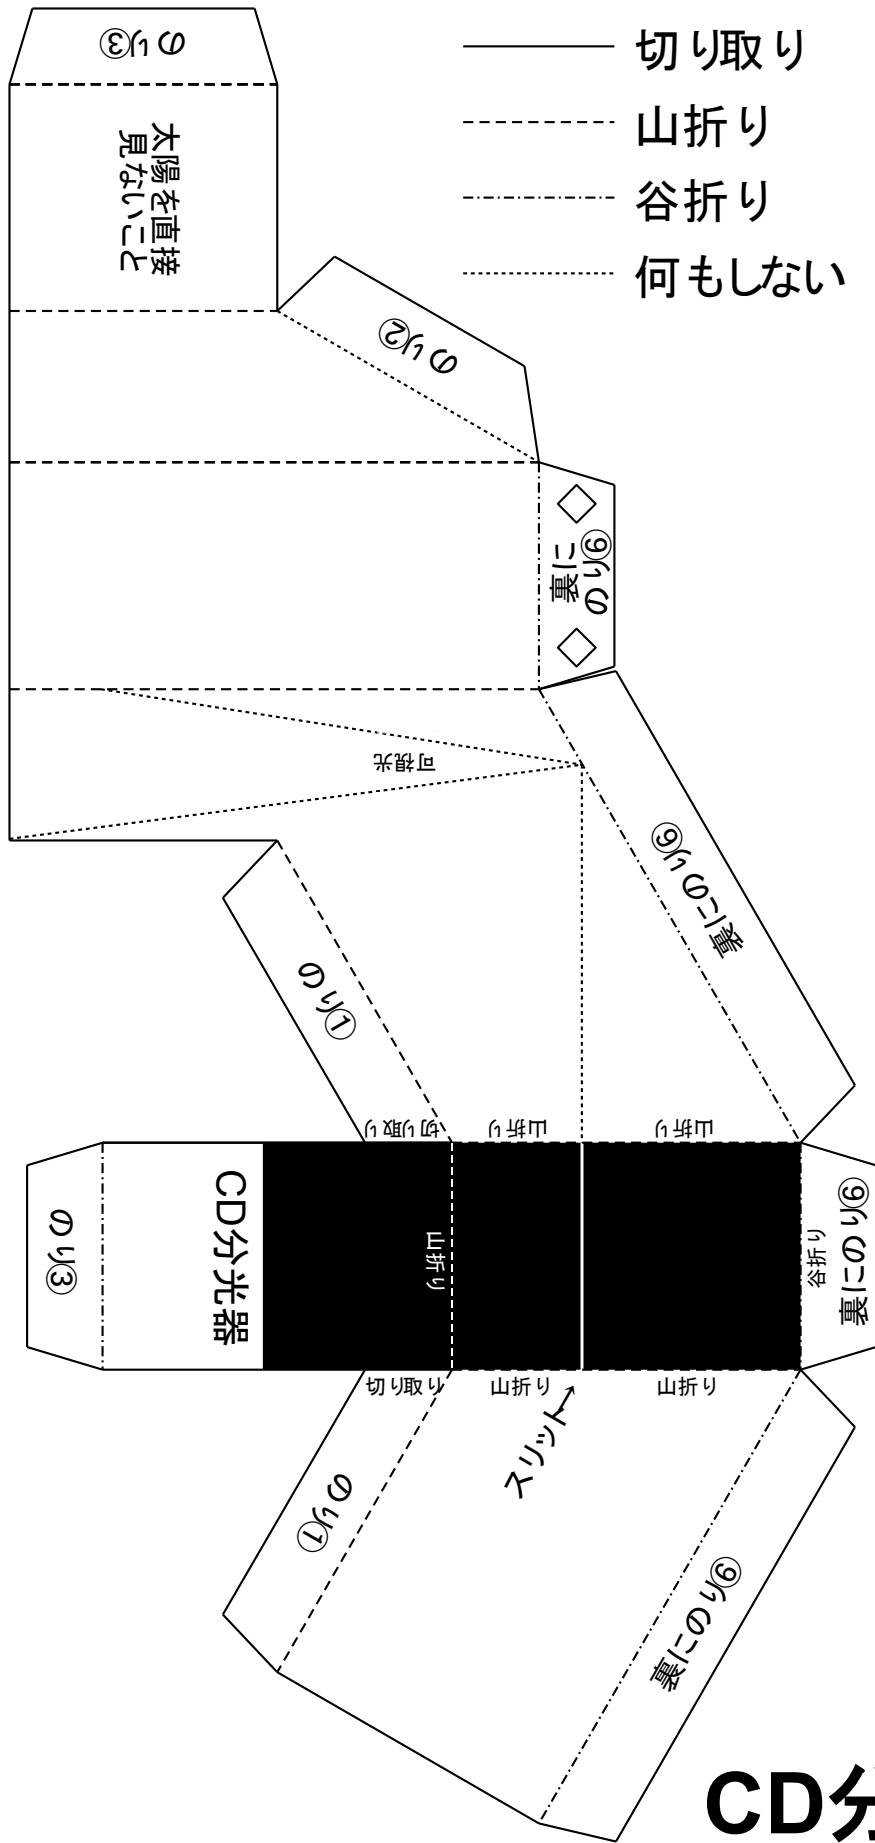 のり③
切り取り
山折り
谷折り
何もしない
太陽を直接
見ないこと
のり②
裏に
のり⑥
可視光
裏にのり⑥
のり①
切り取り
山折り
山折り
のり③
CD分光器
山折り
谷折り
裏にのり⑥
切り取り
山折り
山折り
スリット→
のり①
裏にのり⑥
CD分